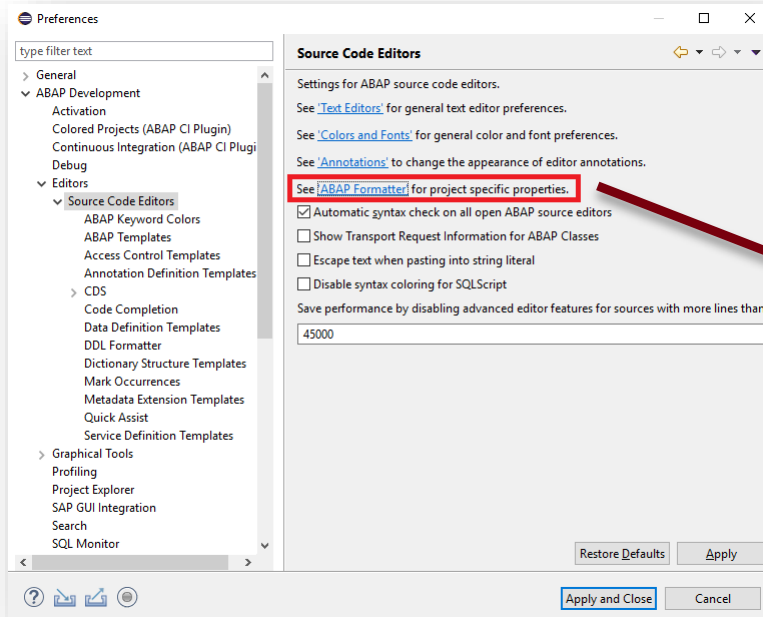 Preferences
type filter text
General
ABAP Development
Activation
Colored Projects (ABAP CI Plugin)
Continuous Integration (ABAP CI Plugi
Debug
Editors
Source Code Editors
ABAP Keyword Colors
ABAP Templates
Access Control Templates
Annotation Definition Templates
CDS
Code Completion
Data Definition Templates
DDL Formatter
Dictionary Structure Templates
Mark Occurrences
Metadata Extension Templates
Quick Assist
Service Definition Templates
Graphical Tools
Profiling
Project Explorer
SAP GUI Integration
Search
SQL Monitor
Source Code Editors
Settings for ABAP source code editors.
See 'Text Editors' for general text editor preferences.
See 'Colors and Fonts' for general color and font preferences.
See 'Annotations' to change the appearance of editor annotations.
See 'ABAP Formatter' for project specific properties.
Automatic syntax check on all open ABAP source editors
Show Transport Request Information for ABAP Classes
Escape text when pasting into string literal
Disable syntax coloring for SQLScript
Save performance by disabling advanced editor features for sources with more lines than
45000
Restore Defaults
Apply
Apply and Close
Cancel